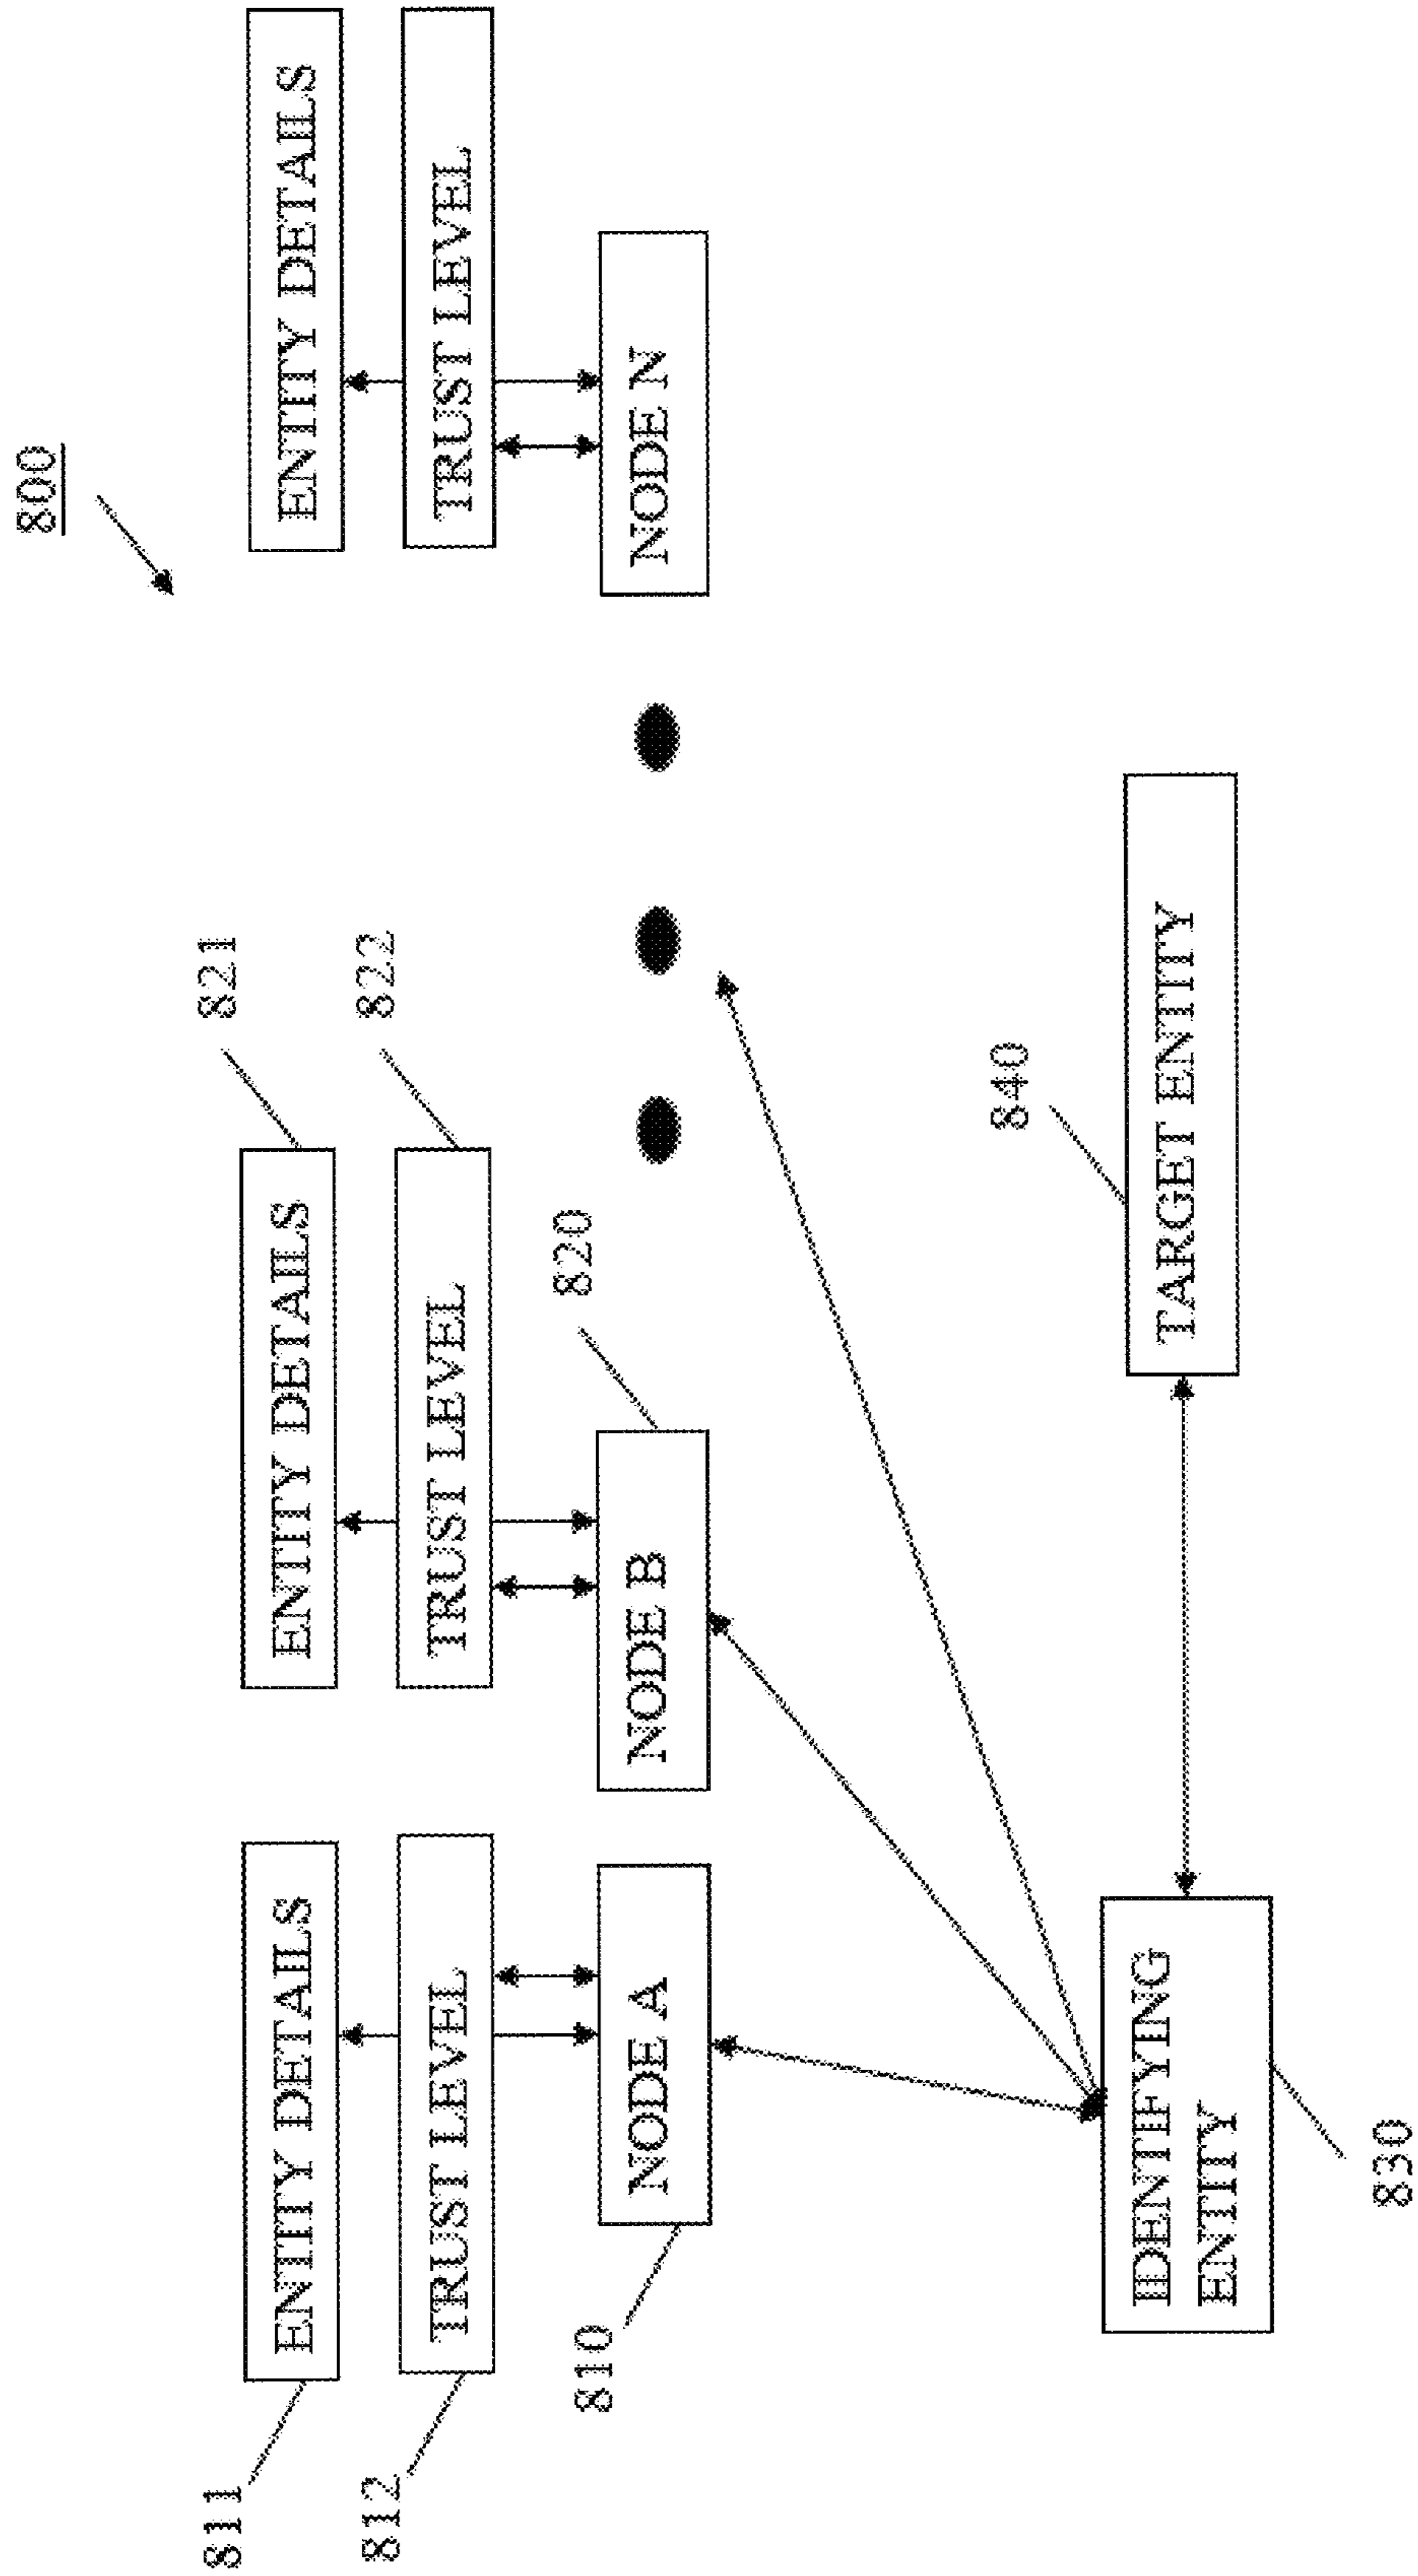 800
811
ENTITY DETAILS
821
ENTITY DETAILS
ENTITY DETAILS
812
TRUST LEVEL
822
TRUST LEVEL
TRUST LEVEL
810
NODE A
820
NODE B
NODE N
840
IDENTIFYING
ENTITY
TARGET ENTITY
830